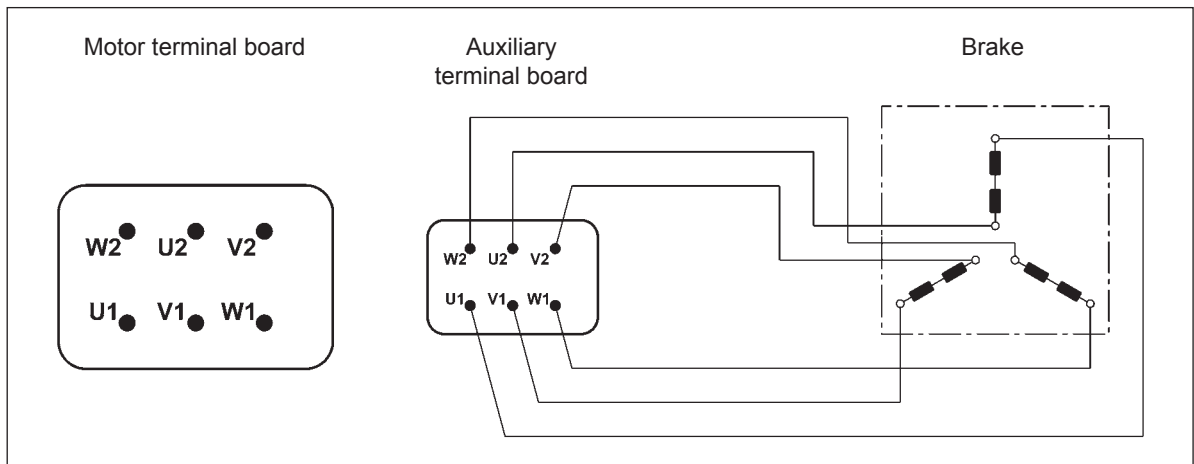 Motor terminal board
Auxiliary
terminal board
Brake
W2 U2 V2
U1 V1 W1
W2 U2 V2
U1 V1 W1